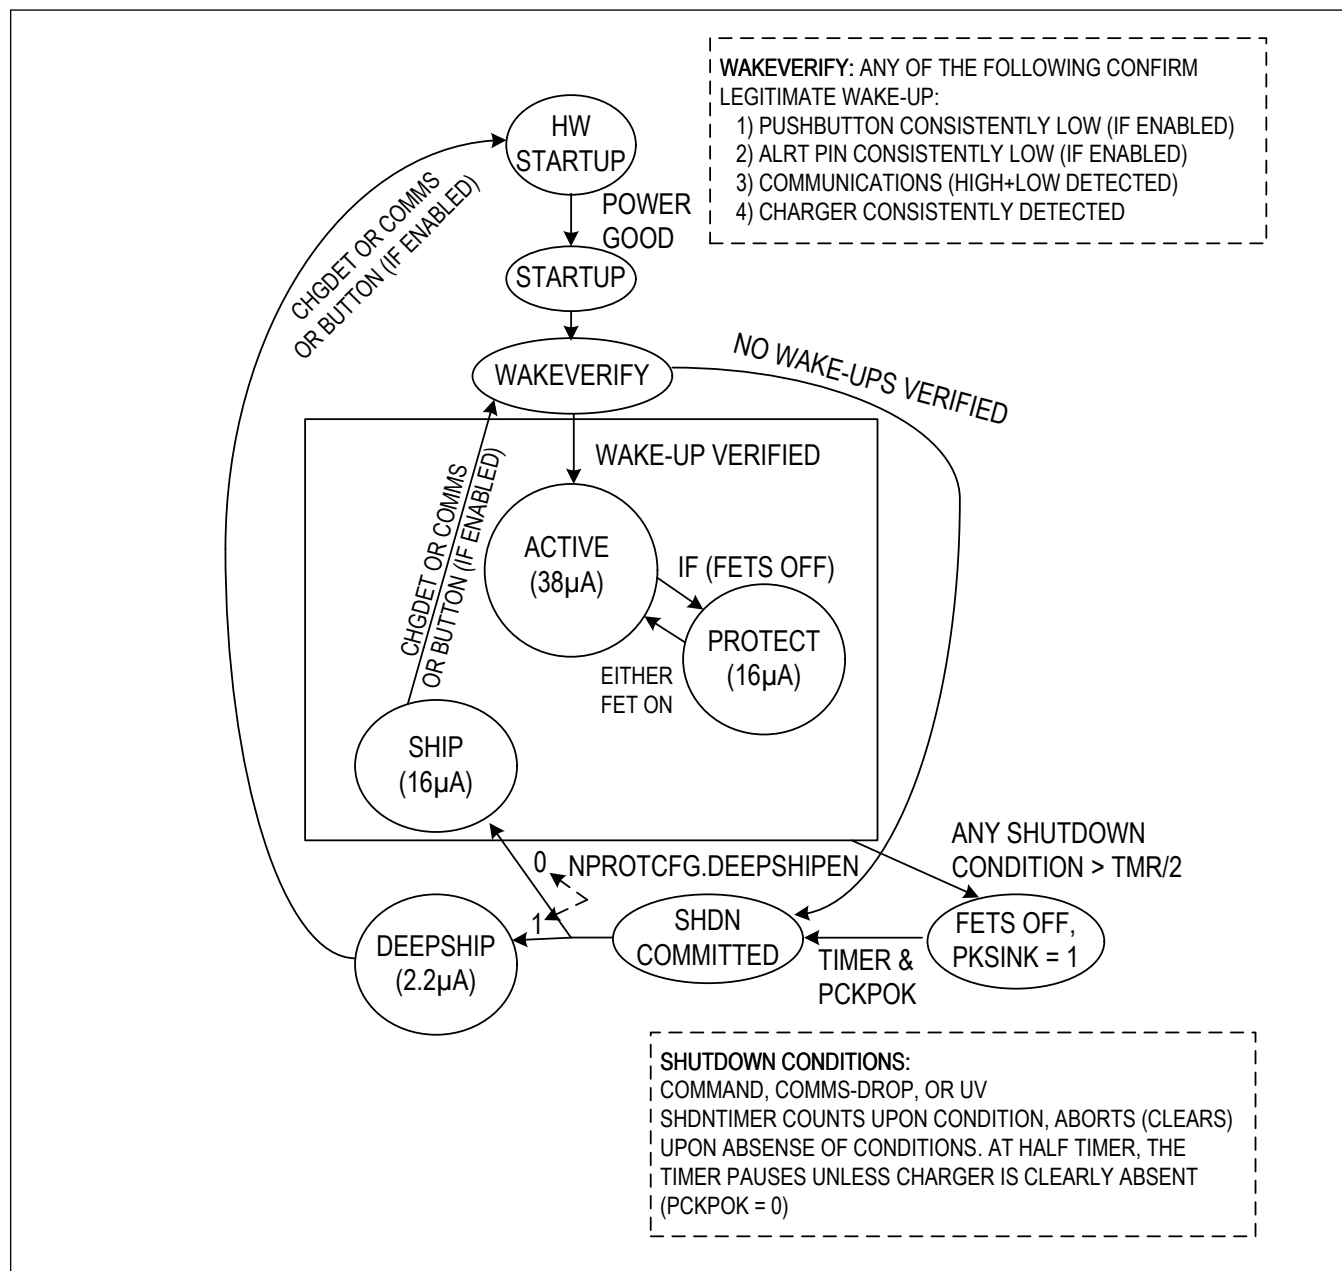 WAKEVERIFY: ANY OF THE FOLLOWING CONFIRM
LEGITIMATE WAKE-UP:
1) PUSHBUTTON CONSISTENTLY LOW (IF ENABLED)
2) ALRT PIN CONSISTENTLY LOW (IF ENABLED)
3) COMMUNICATIONS (HIGH+LOW DETECTED)
4) CHARGER CONSISTENTLY DETECTED
HW
STARTUP
POWER
GOOD
STARTUP
CHGDET OR COMMS
OR BUTTON (IF ENABLED)
WAKEVERIFY
NO WAKE-UPS VERIFIED
WAKE-UP VERIFIED
CHGDET OR COMMS
OR BUTTON (IF ENABLED)
ACTIVE
(38µA)
IF (FETS OFF)
PROTECT
(16µA)
EITHER
FET ON
SHIP
(16µA)
ANY SHUTDOWN
CONDITION > TMR/2
0
NPROTCFG.DEEPSHIPEN
1
DEEPSHIP
(2.2µA)
SHDN
COMMITTED
TIMER &
PCKPOK
FETS OFF,
PKSINK = 1
SHUTDOWN CONDITIONS:
COMMAND, COMMS-DROP, OR UV
SHDNTIMER COUNTS UPON CONDITION, ABORTS (CLEARS)
UPON ABSENSE OF CONDITIONS. AT HALF TIMER, THE
TIMER PAUSES UNLESS CHARGER IS CLEARLY ABSENT
(PCKPOK = 0)